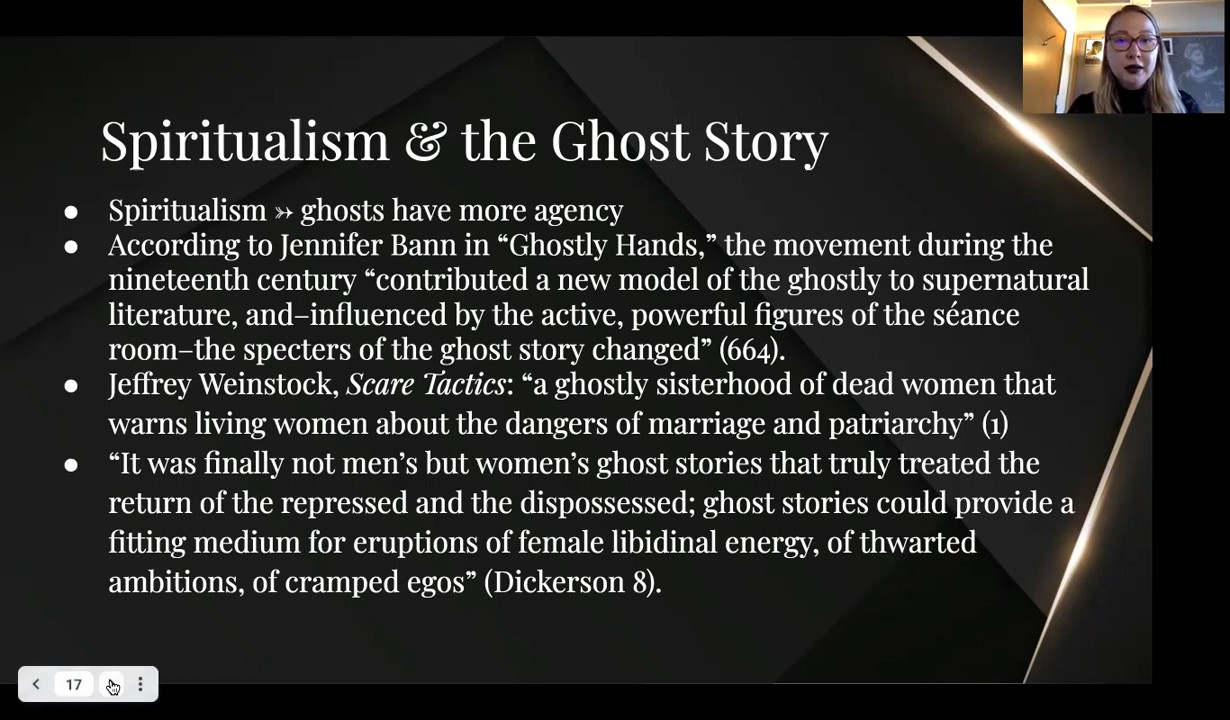 Spiritualism & the Ghost Story
● Spiritualism ↣ ghosts have more agency
● According to Jennifer Bann in “Ghostly Hands,” the movement during the
nineteenth century “contributed a new model of the ghostly to supernatural
literature, and–influenced by the active, powerful figures of the séance
room–the specters of the ghost story changed” (664).
● Jeffrey Weinstock, Scare Tactics: “a ghostly sisterhood of dead women that
warns living women about the dangers of marriage and patriarchy” (1)
● “It was finally not men’s but women’s ghost stories that truly treated the
return of the repressed and the dispossessed; ghost stories could provide a
fitting medium for eruptions of female libidinal energy, of thwarted
ambitions, of cramped egos” (Dickerson 8).
17